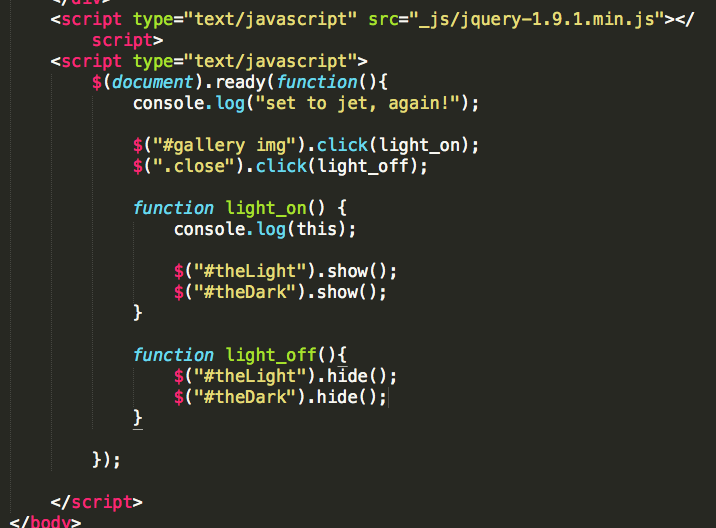 </div>
<script type="text/javascript" src="_js/jquery-1.9.1.min.js"></
script>
<script type="text/javascript">
$(document).ready(function(){
console.log("set to jet, again!");
$("#gallery img").click(light_on);
$(".close").click(light_off);
function light_on() {
console.log(this);
$("#theLight").show();
$("#theDark").show();
}
function light_off(){
$("#theLight").hide();
$("#theDark").hide();
}
});
</script>
</body>